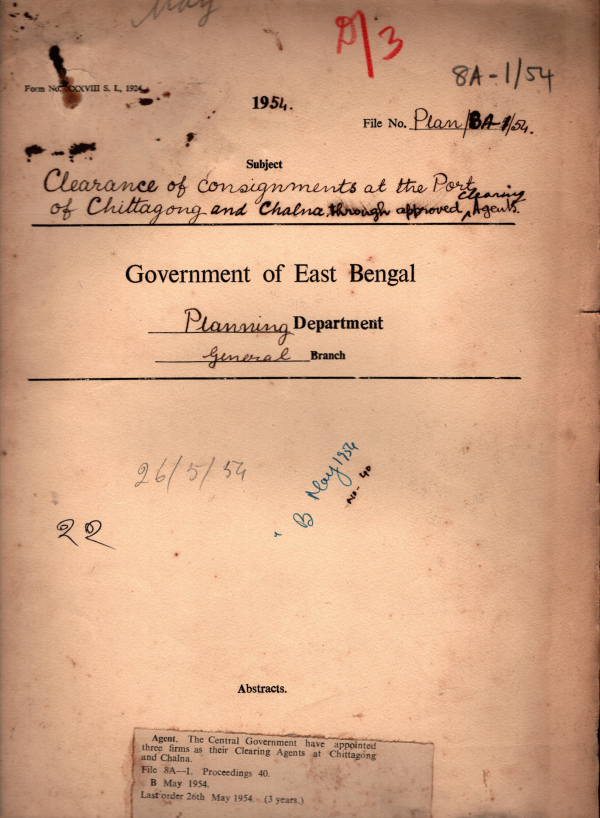 May
D/3
8A-1/54
Form No. XXXVIII S. I., 1924
1954.
File No. Plan/8A-1/54.
Subject
Clearance of consignments at the Port
of Chittagong and Chalna, through approved clearing Agents.
Government of East Bengal
Planning Department
General Branch
26/5/54
B May 1954
No- 40
২২
Abstracts.
Agent. The Central Government have appointed
three firms as their Clearing Agents at Chittagong
and Chalna.
File 8A—1. Proceedings 40.
B May 1954.
Last order 26th May 1954. (3 years.)